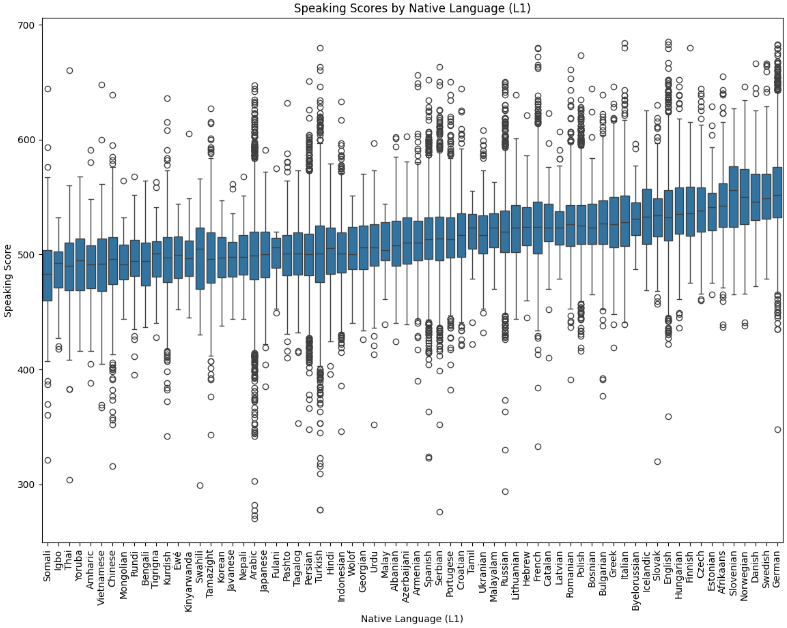 Speaking Scores by Native Language (L1)
700
600
500
400
300
Speaking Score
Somali
Igbo
Thai
Yoruba
Amharic
Vietnamese
Chinese
Mongolian
Rundi
Bengali
Tigrigna
Kurdish
Ewé
Kinyarwanda
Swahili
Tamazight
Korean
Javanese
Nepali
Arabic
Japanese
Fulani
Pashto
Tagalog
Persian
Turkish
Hindi
Indonesian
Wolof
Georgian
Urdu
Malay
Albanian
Azerbaijani
Armenian
Spanish
Serbian
Portugese
Croatian
Tamil
Ukranian
Malayalam
Russian
Lithuanian
Hebrew
French
Catalan
Latvian
Romanian
Polish
Bosnian
Bulgarian
Greek
Italian
Byelorussian
Icelandic
Slovak
English
Hungarian
Finnish
Czech
Estonian
Afrikaans
Slovenian
Norwegian
Danish
Swedish
German
Native Language (L1)